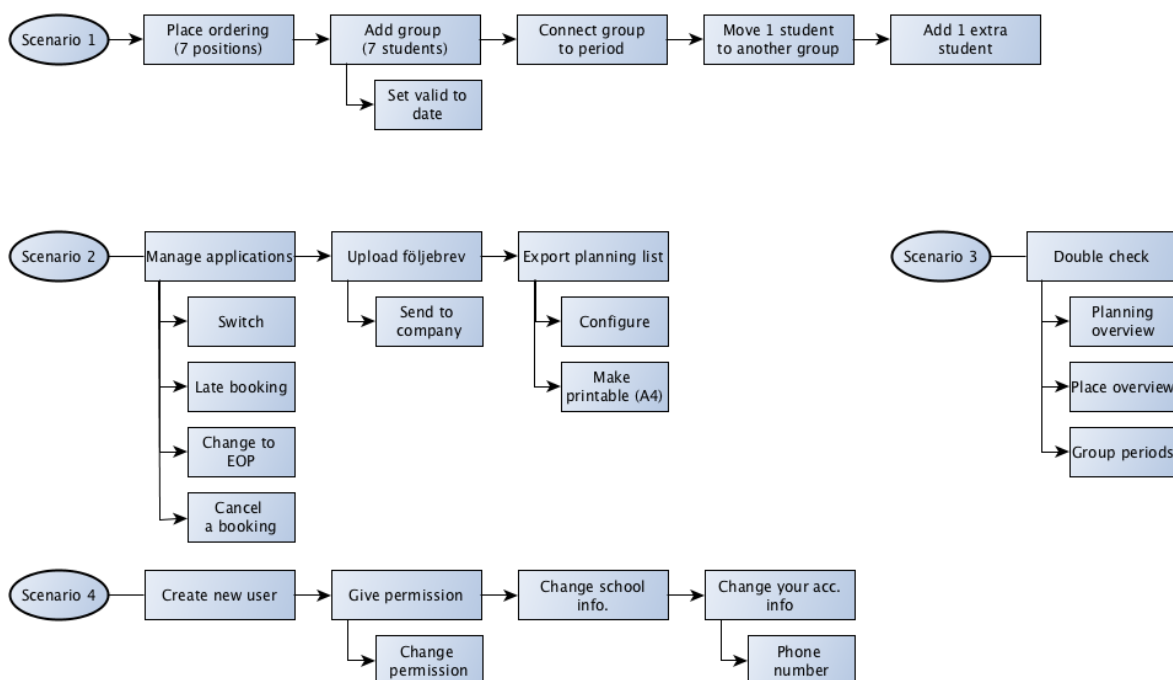 Scenario 1
Place ordering
(7 positions)
Add group
(7 students)
Connect group
to period
Move 1 student
to another group
Add 1 extra
student
Set valid to
date
Scenario 2
Manage applications
Upload följebrev
Export planning list
Switch
Send to
company
Configure
Late booking
Make
printable (A4)
Change to
EOP
Cancel
a booking
Scenario 3
Double check
Planning
overview
Place overview
Group periods
Scenario 4
Create new user
Give permission
Change school
info.
Change your acc.
info
Change
permission
Phone
number